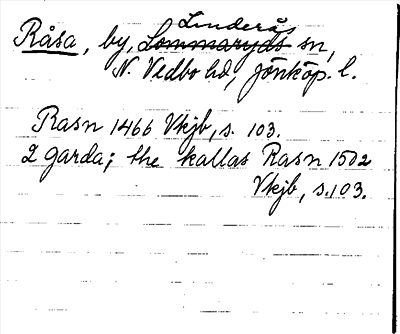 Linderås
Råsa, by, Lommaryds sn,
N. Vedbo hd, Jönköp. l.
Rasn 1466 Vkjb, s. 103.
2 garda; the kallas Rasn 1502
Vkjb, s. 103.